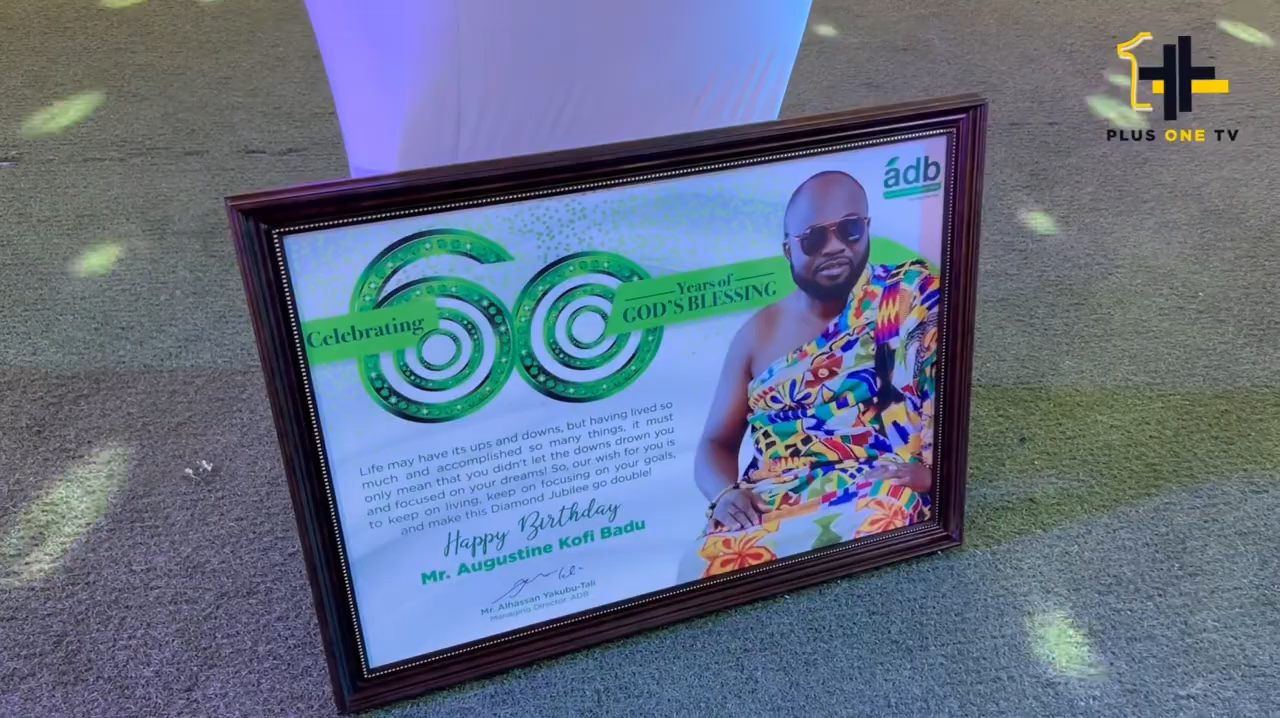 PLUS ONE TV
adb
60
Celebrating
Years of
GOD'S BLESSING
Life may have its ups and downs, but having lived so
much and accomplished so many things, it must
only mean that you didn't let the downs drown you
and focused on your dreams! So, our wish for you is
to keep on living, keep on focusing on your goals,
and make this Diamond Jubilee go double!
Happy Birthday
Mr. Augustine Kofi Badu
Mr. Alhassan Yakubu-Tali
Managing Director, ADB